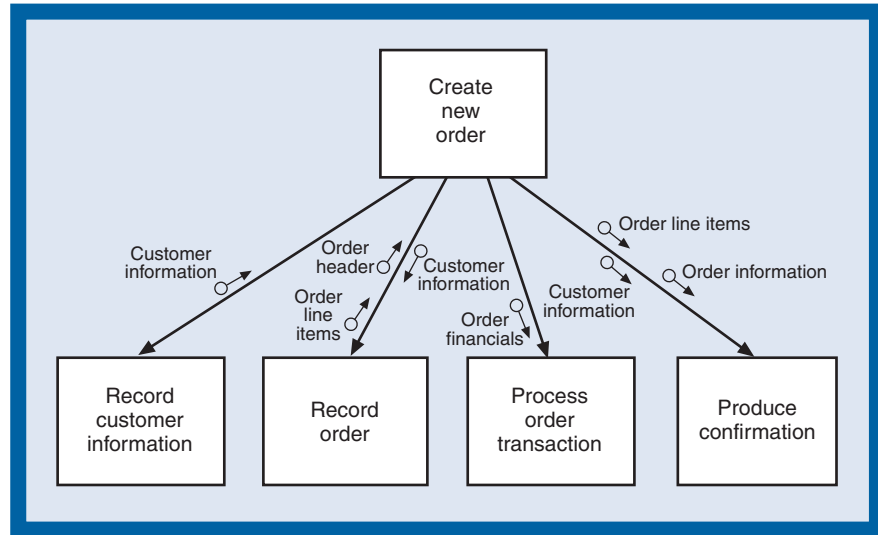 Create
new
order
Order line items
Customer
information
Order
header
Customer
information
Order information
Customer
information
Order
line
items
Order
financials
Record
customer
information
Record
order
Process
order
transaction
Produce
confirmation